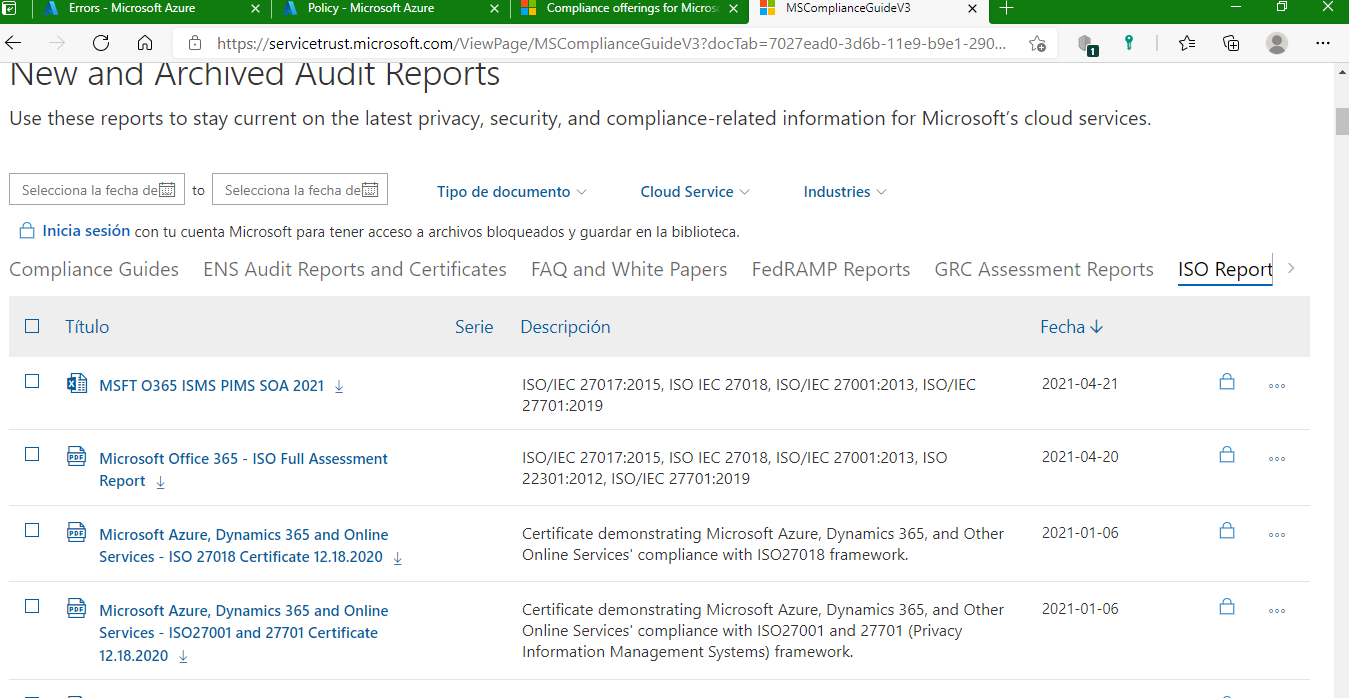 Errors - Microsoft Azure
Policy - Microsoft Azure
Compliance offerings for Micros
MSComplianceGuideV3
https://servicetrust.microsoft.com/ViewPage/MSComplianceGuideV3?docTab=7027ead0-3d6b-11e9-b9e1-290...
1
New and Archived Audit Reports
Use these reports to stay current on the latest privacy, security, and compliance-related information for Microsoft's cloud services.
Selecciona la fecha de to Selecciona la fecha de Tipo de documento Cloud Service Industries
Inicia sesión con tu cuenta Microsoft para tener acceso a archivos bloqueados y guardar en la biblioteca.
Compliance Guides ENS Audit Reports and Certificates FAQ and White Papers FedRAMP Reports GRC Assessment Reports ISO Report
Título Serie Descripción Fecha
MSFT O365 ISMS PIMS SOA 2021
ISO/IEC 27017:2015, ISO IEC 27018, ISO/IEC 27001:2013, ISO/IEC
27701:2019
2021-04-21
PDF
Microsoft Office 365 - ISO Full Assessment
Report
ISO/IEC 27017:2015, ISO IEC 27018, ISO/IEC 27001:2013, ISO
22301:2012, ISO/IEC 27701:2019
2021-04-20
PDF
Microsoft Azure, Dynamics 365 and Online
Services - ISO 27018 Certificate 12.18.2020
Certificate demonstrating Microsoft Azure, Dynamics 365, and Other
Online Services' compliance with ISO27018 framework.
2021-01-06
PDF
Microsoft Azure, Dynamics 365 and Online
Services - ISO27001 and 27701 Certificate
12.18.2020
Certificate demonstrating Microsoft Azure, Dynamics 365, and Other
Online Services' compliance with ISO27001 and 27701 (Privacy
Information Management Systems) framework.
2021-01-06